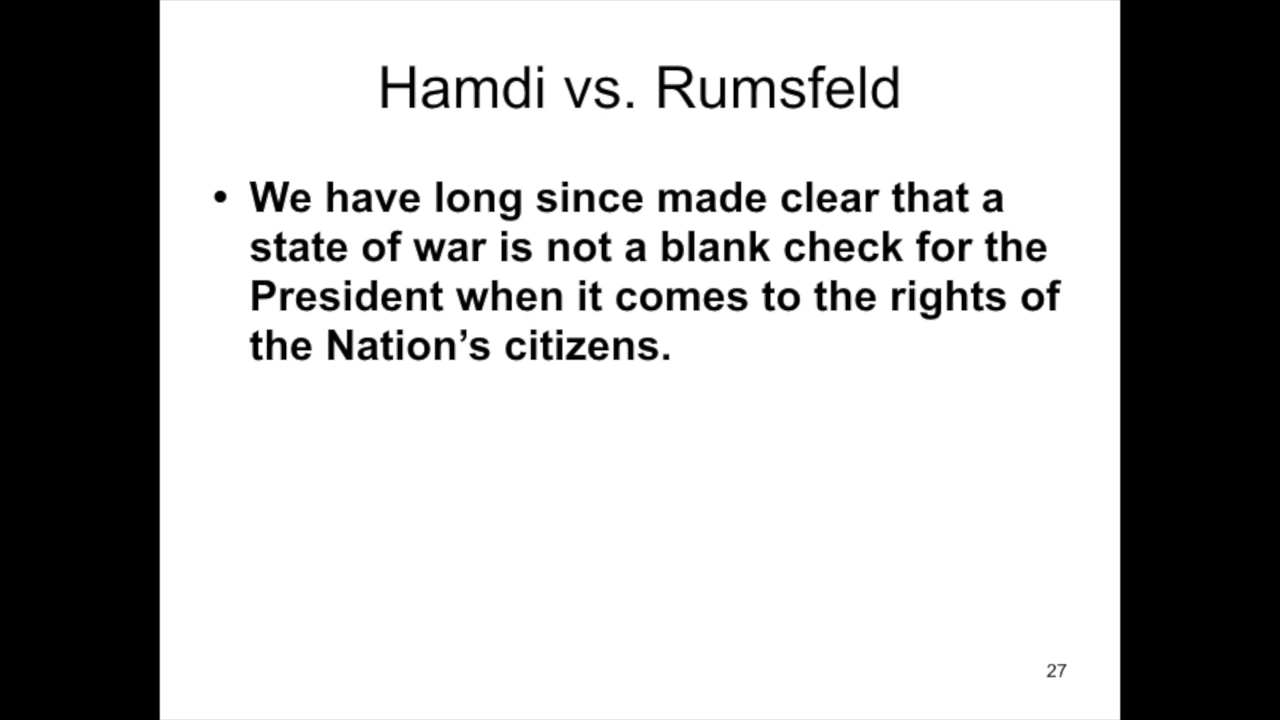 Hamdi vs. Rumsfeld
• We have long since made clear that a
state of war is not a blank check for the
President when it comes to the rights of
the Nation’s citizens.
27